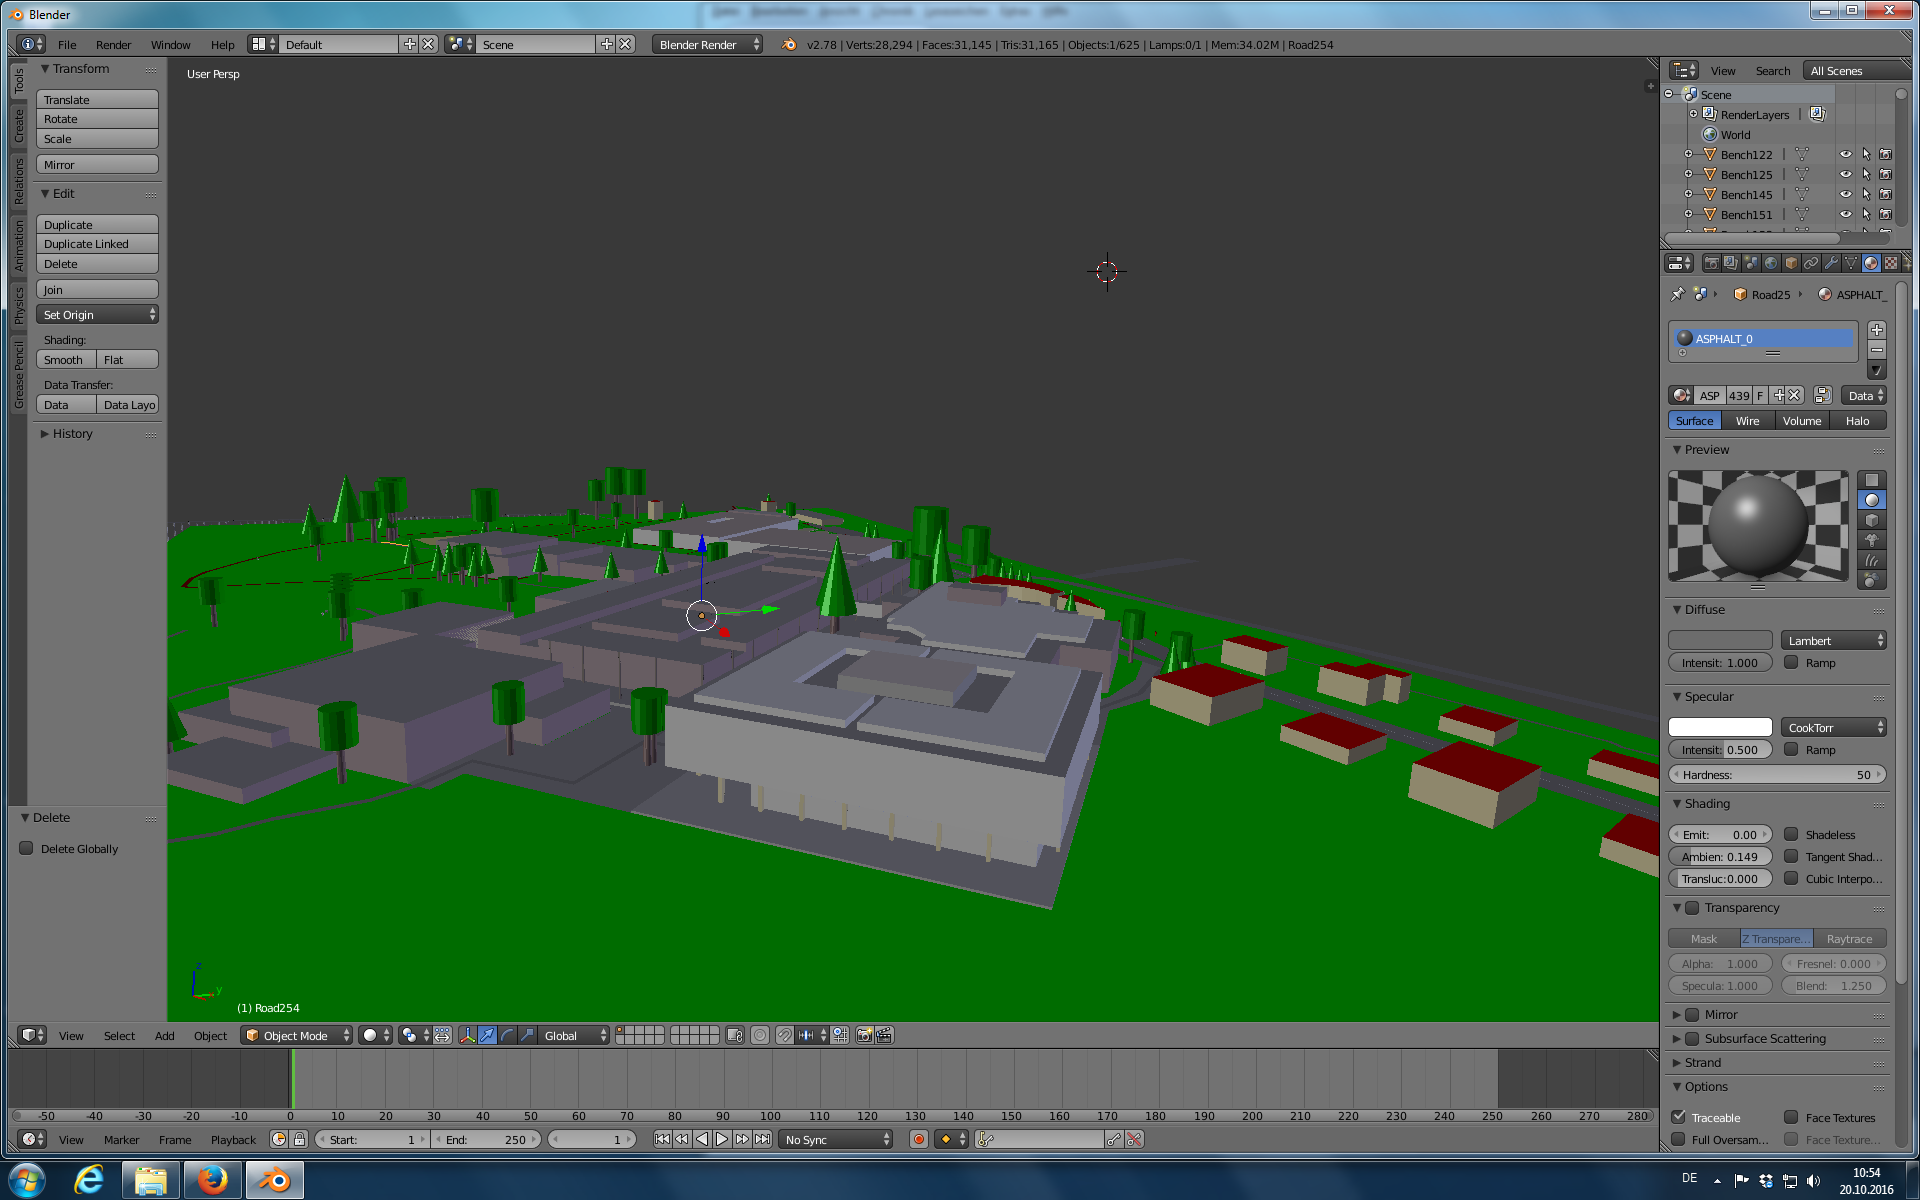 Blender
File Render Window Help Default Scene Blender Render v2.78 | Verts:28,294 | Faces:31,145 | Tris:31,165 | Objects:1/625 | Lamps:0/1 | Mem:34.02M | Road254
Tools
Create
Relations
Animation
Physics
Grease Pencil
Transform
Translate
Rotate
Scale
Mirror
Edit
Duplicate
Duplicate Linked
Delete
Join
Set Origin
Shading:
Smooth Flat
Data Transfer:
Data Data Layo
History
Delete
Delete Globally
User Persp
z
y
(1) Road254
View Search All Scenes
Scene
RenderLayers |
World
Bench122 |
Bench125 |
Bench145 |
Bench151 |
Road25 ASPHALT_
ASPHALT_0
ASP 439 F Data
Surface Wire Volume Halo
Preview
Diffuse
Lambert
Intensit: 1.000 Ramp
Specular
CookTorr
Intensit: 0.500 Ramp
Hardness: 50
Shading
Emit: 0.00 Shadeless
Ambien: 0.149 Tangent Shad...
Transluc:0.000 Cubic Interpo...
Transparency
Mask Z Transpare... Raytrace
Alpha: 1.000 Fresnel: 0.000
Specula: 1.000 Blend: 1.250
Mirror
Subsurface Scattering
Strand
Options
Traceable Face Textures
Full Oversam... Face Texture...
View Select Add Object Object Mode Global
-50 -40 -30 -20 -10 0 10 20 30 40 50 60 70 80 90 100 110 120 130 140 150 160 170 180 190 200 210 220 230 240 250 260 270 280
View Marker Frame Playback Start: 1 End: 250 1 No Sync
DE 10:54
20.10.2016